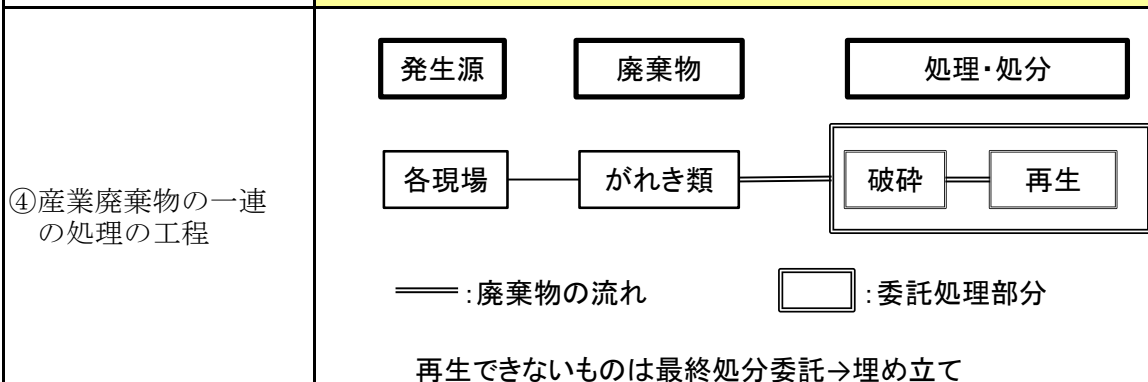 ④産業廃棄物の一連
の処理の工程
発生源 廃棄物 処理・処分
各現場 がれき類 破砕 再生
:廃棄物の流れ :委託処理部分
再生できないものは最終処分委託→埋め立て